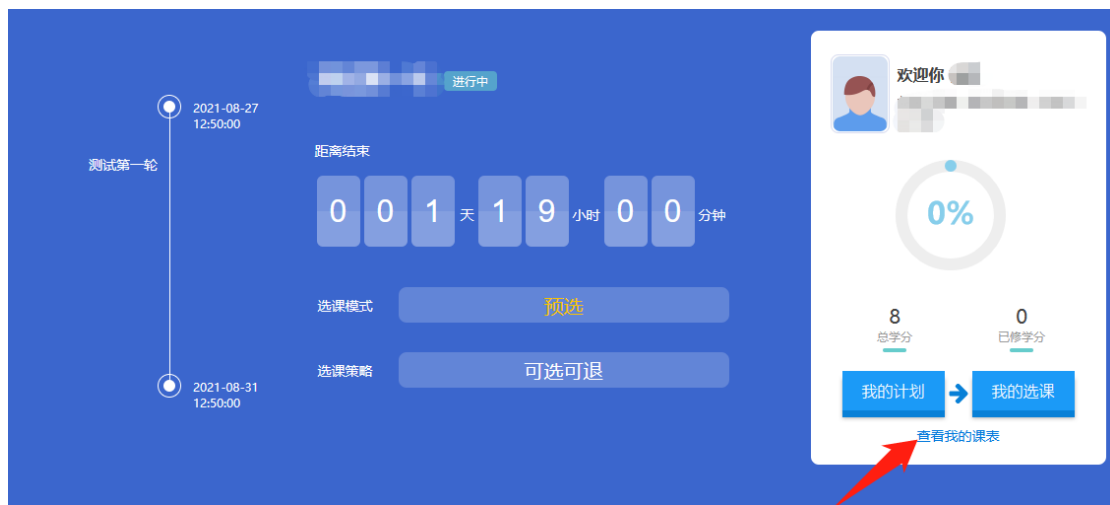 进行中
2021-08-27
12:50:00
测试第一轮
距离结束
001天19小时00分钟
选课模式
预选
选课策略
可选可退
2021-08-31
12:50:00
欢迎你
0%
8
总学分
0
已修学分
我的计划
我的选课
查看我的课表